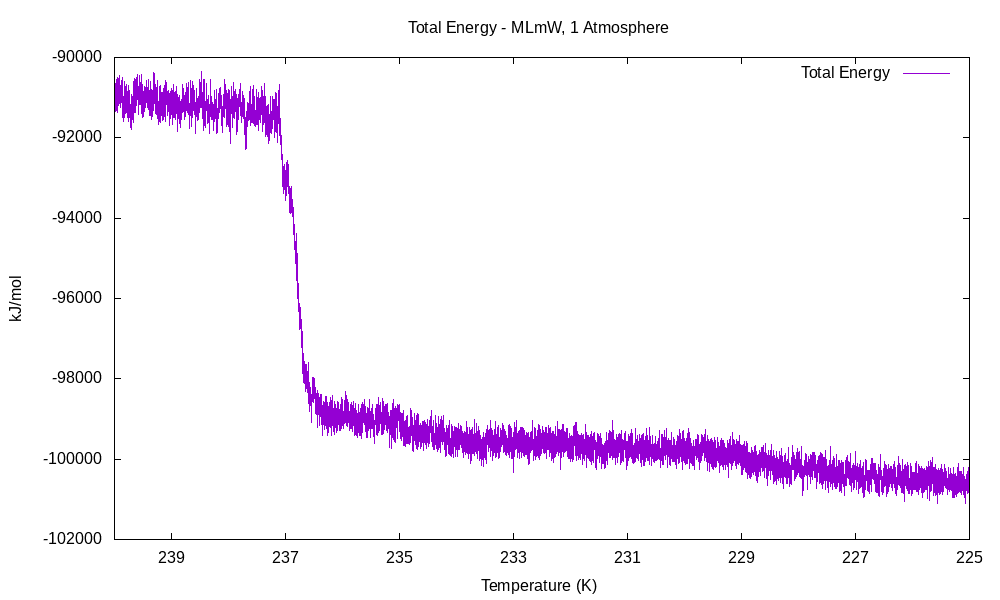 Total Energy - MLmW, 1 Atmosphere
Total Energy
-90000
-92000
-94000
-96000
-98000
-100000
-102000
kJ/mol
239 237 235 233 231 229 227 225
Temperature (K)